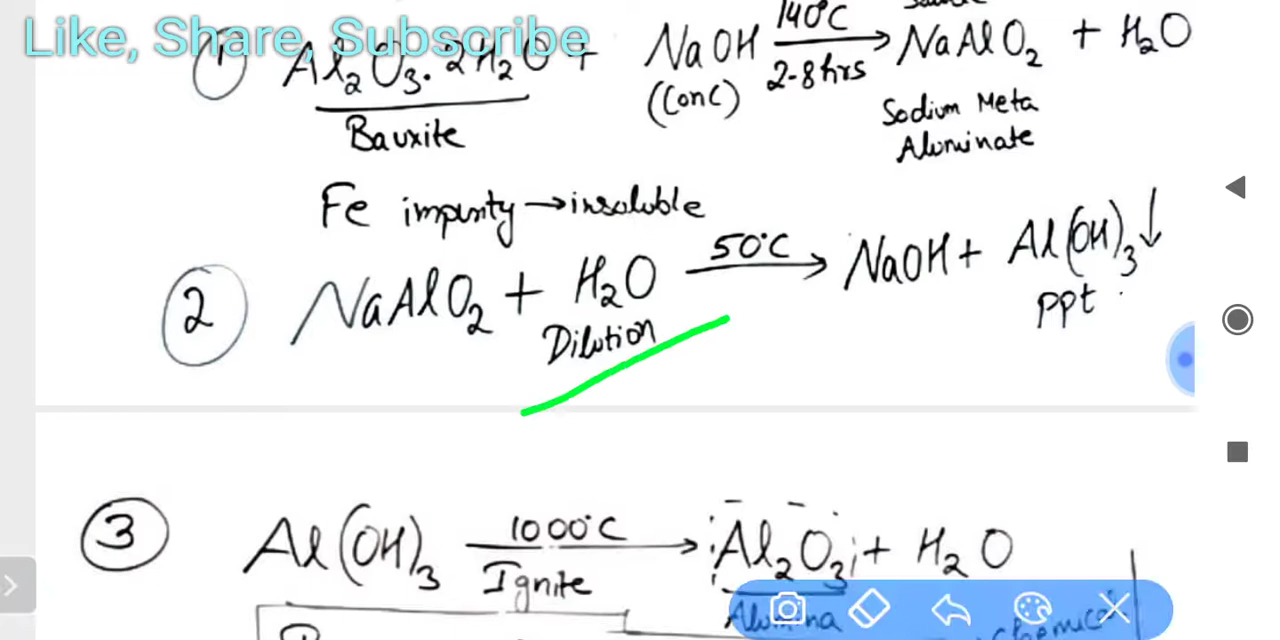 Like, Share, Subscribe
140°C
① Al₂O₃.2H₂O + NaOH → NaAlO₂ + H₂O
(Conc) 2-8 hrs
Bauxite
Sodium Meta
Aluminate
Fe impurity → insoluble
50°C
② NaAlO₂ + H₂O → NaOH + Al(OH)₃↓
Dilution ppt
1000°C
③ Al(OH)₃ → Al₂O₃ + H₂O
Ignite
Alumina